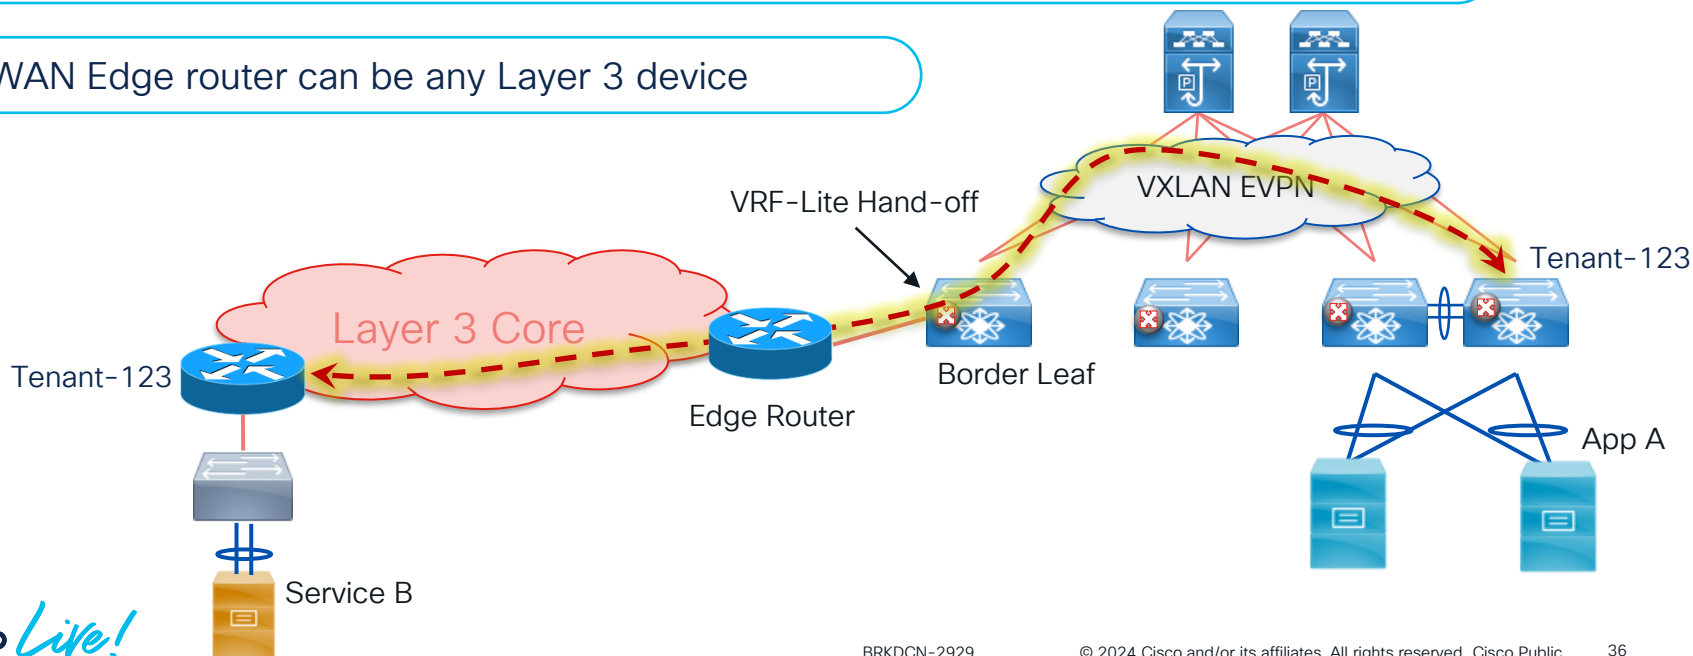 WAN Edge router can be any Layer 3 device
P
P
VXLAN EVPN
VRF-Lite Hand-off
Tenant-123
Layer 3 Core
Tenant-123
Border Leaf
Edge Router
App A
Service B
Live!
BRKDCN-2929
© 2024 Cisco and/or its affiliates. All rights reserved. Cisco Public
36